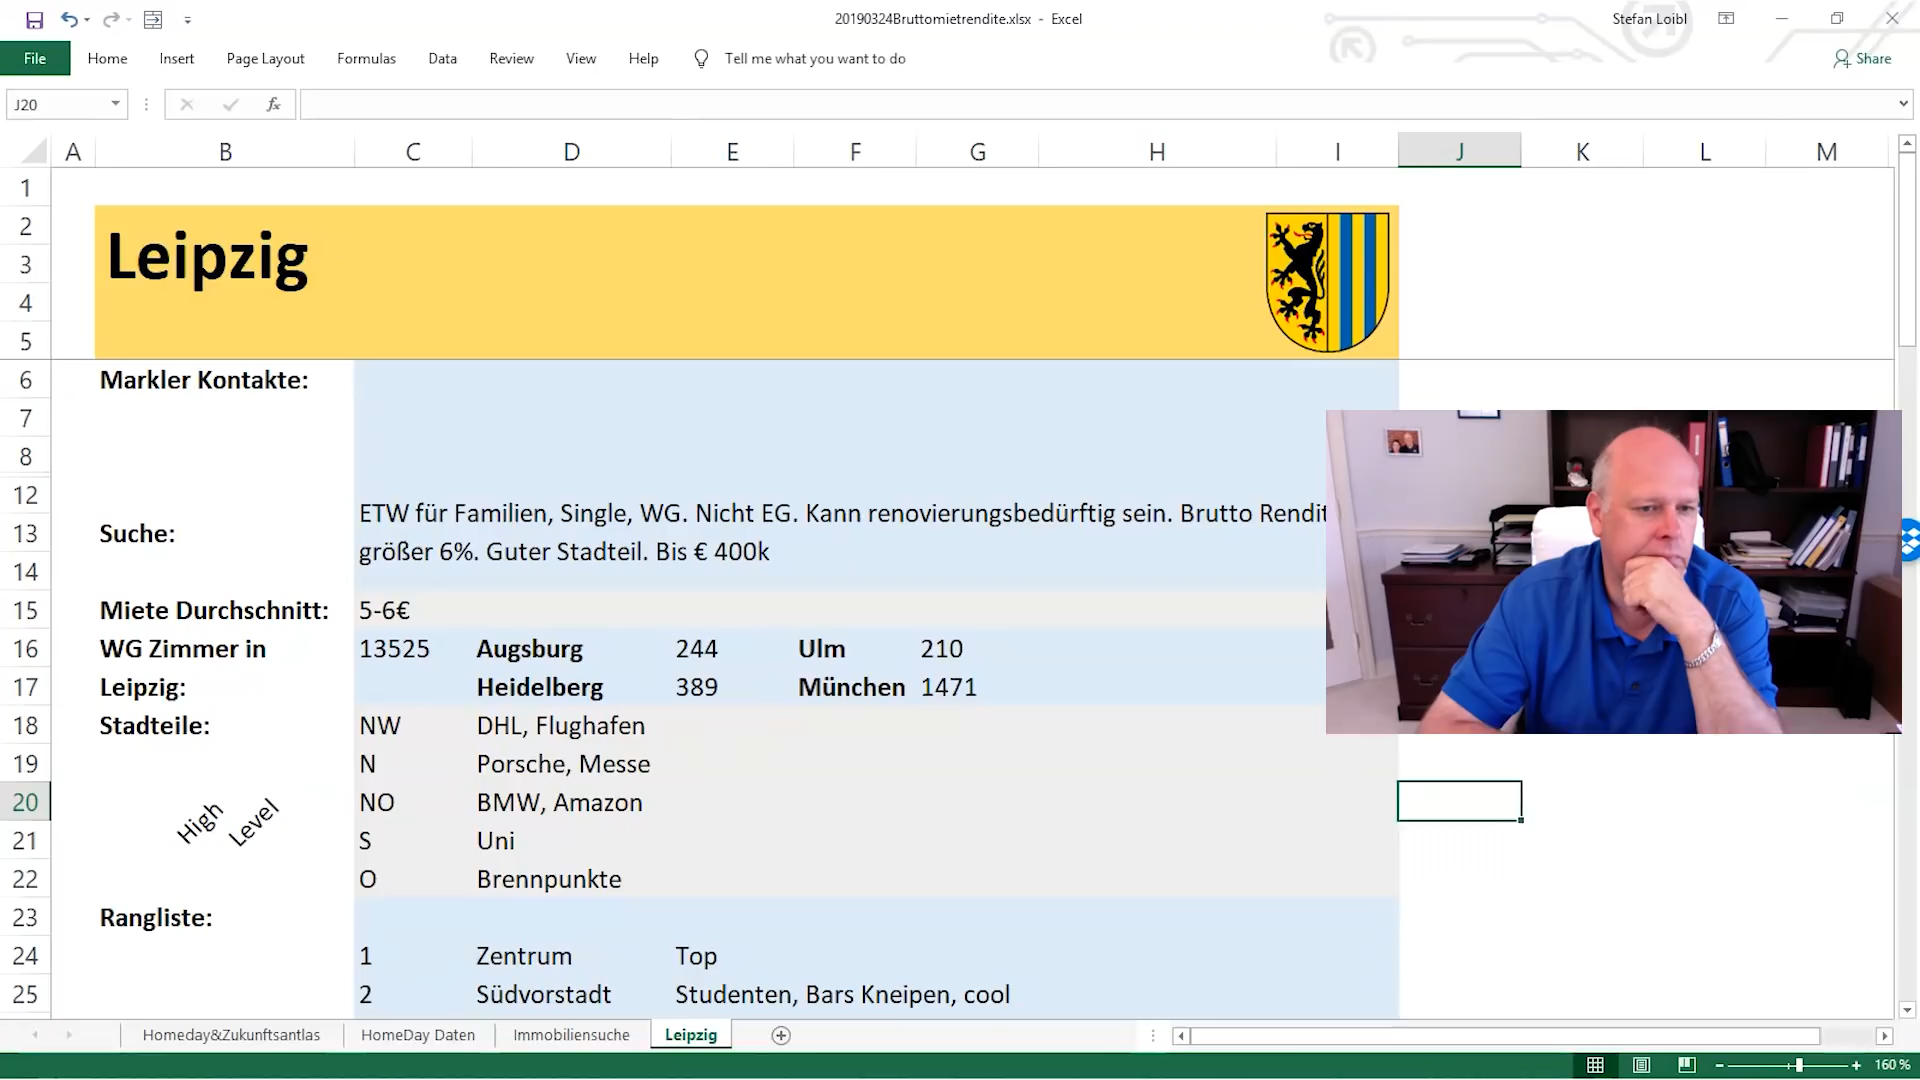 20190324Bruttomietrendite.xlsx - Excel
Stefan Loibl
File Home Insert Page Layout Formulas Data Review View Help Tell me what you want to do Share
J20 fx
A B C D E F G H I J K L M
1
2
3 Leipzig
4
5
6 Markler Kontakte:
7
8
12 ETW für Familien, Single, WG. Nicht EG. Kann renovierungsbedürftig sein. Brutto Rendit
13 Suche:
14 größer 6%. Guter Stadteil. Bis € 400k
15 Miete Durchschnitt: 5-6€
16 WG Zimmer in 13525 Augsburg 244 Ulm 210
17 Leipzig: Heidelberg 389 München 1471
18 Stadteile: NW DHL, Flughafen
19 N Porsche, Messe
20 High Level NO BMW, Amazon
21 S Uni
22 O Brennpunkte
23 Rangliste:
24 1 Zentrum Top
25 2 Südvorstadt Studenten, Bars Kneipen, cool
Homeday&Zukunftsantlas HomeDay Daten Immobiliensuche Leipzig
160 %